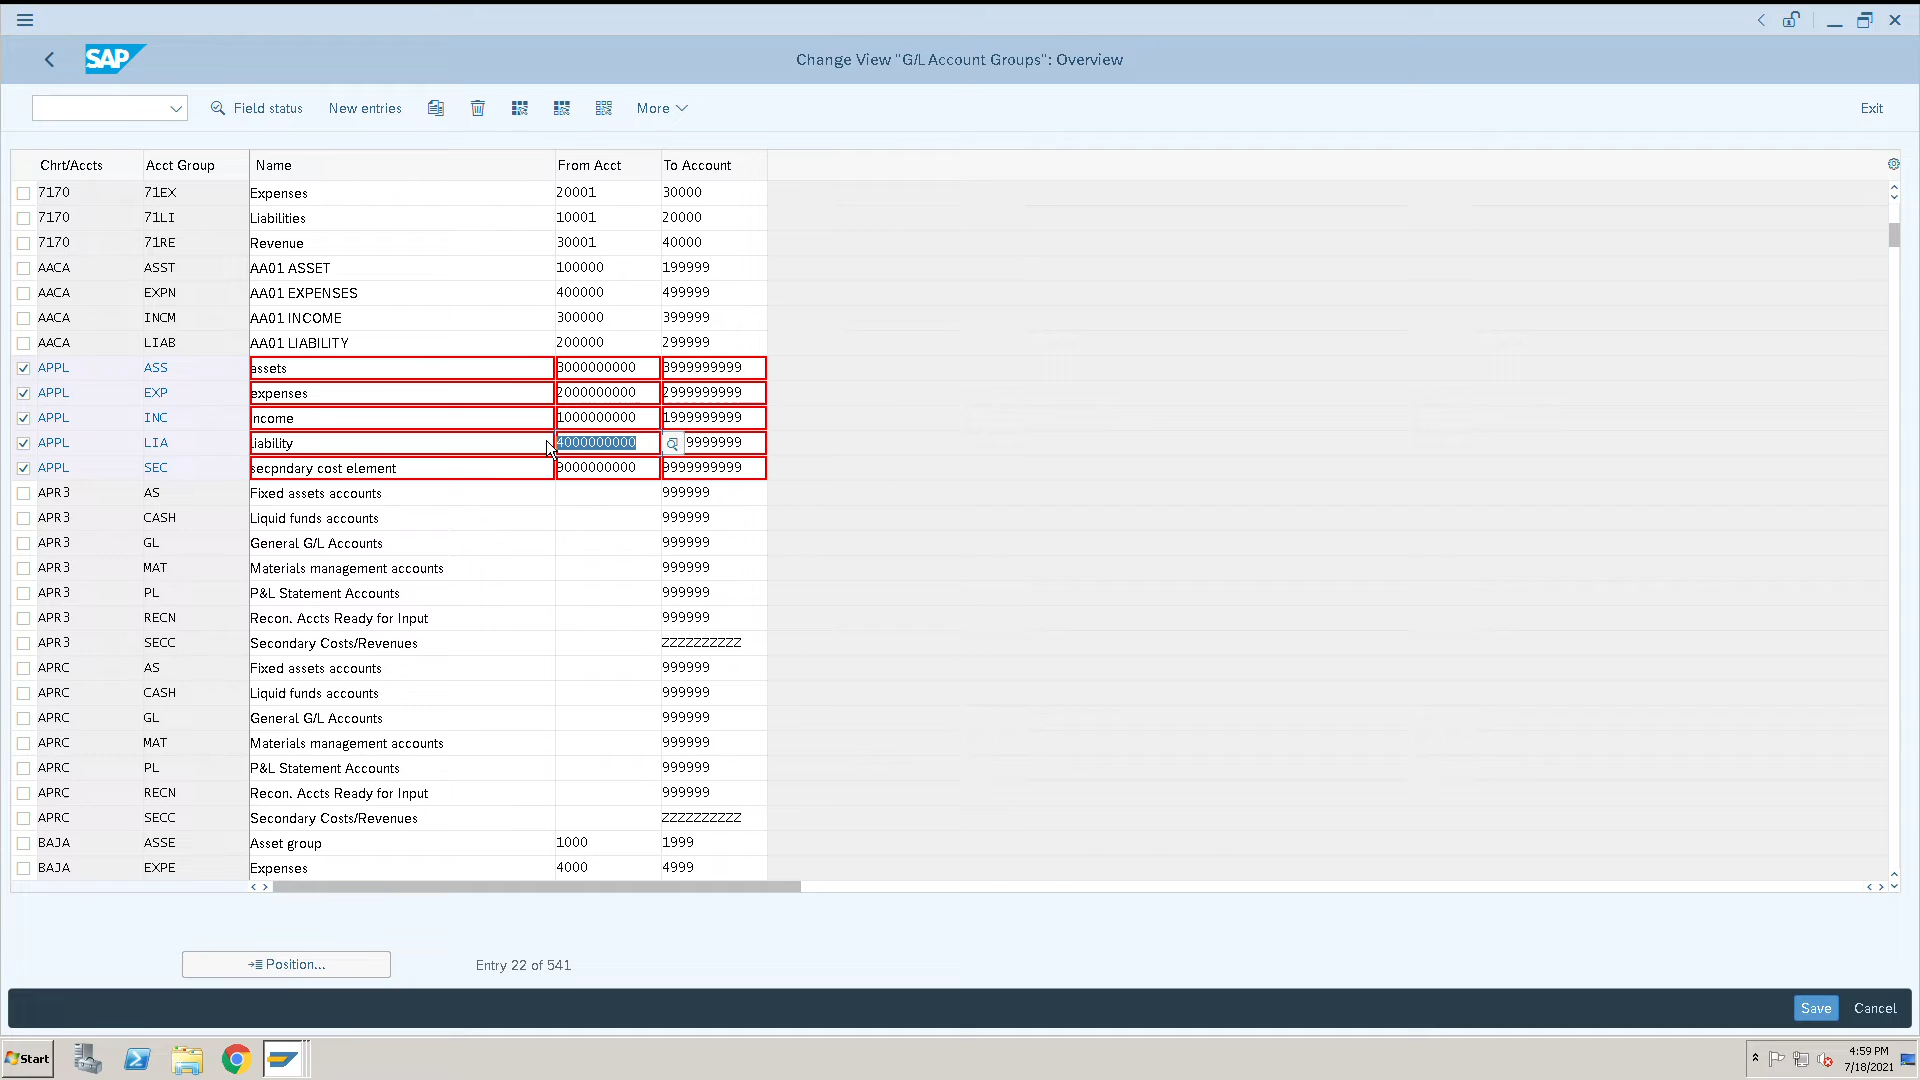 SAP
Change View "G/L Account Groups": Overview
Field status New entries More Exit
Chrt/Accts Acct Group Name From Acct To Account
7170 71EX Expenses 20001 30000
7170 71LI Liabilities 10001 20000
7170 71RE Revenue 30001 40000
AACA ASST AA01 ASSET 100000 199999
AACA EXPN AA01 EXPENSES 400000 499999
AACA INCM AA01 INCOME 300000 399999
AACA LIAB AA01 LIABILITY 200000 299999
APPL ASS assets 3000000000 3999999999
APPL EXP expenses 2000000000 2999999999
APPL INC income 1000000000 1999999999
APPL LIA liability 4000000000 9999999
APPL SEC secpndary cost element 9000000000 9999999999
APR3 AS Fixed assets accounts 999999
APR3 CASH Liquid funds accounts 999999
APR3 GL General G/L Accounts 999999
APR3 MAT Materials management accounts 999999
APR3 PL P&L Statement Accounts 999999
APR3 RECN Recon. Accts Ready for Input 999999
APR3 SECC Secondary Costs/Revenues ZZZZZZZZZZ
APRC AS Fixed assets accounts 999999
APRC CASH Liquid funds accounts 999999
APRC GL General G/L Accounts 999999
APRC MAT Materials management accounts 999999
APRC PL P&L Statement Accounts 999999
APRC RECN Recon. Accts Ready for Input 999999
APRC SECC Secondary Costs/Revenues ZZZZZZZZZZ
BAJA ASSE Asset group 1000 1999
BAJA EXPE Expenses 4000 4999
Position... Entry 22 of 541
Save Cancel
Start
4:59 PM
7/18/2021